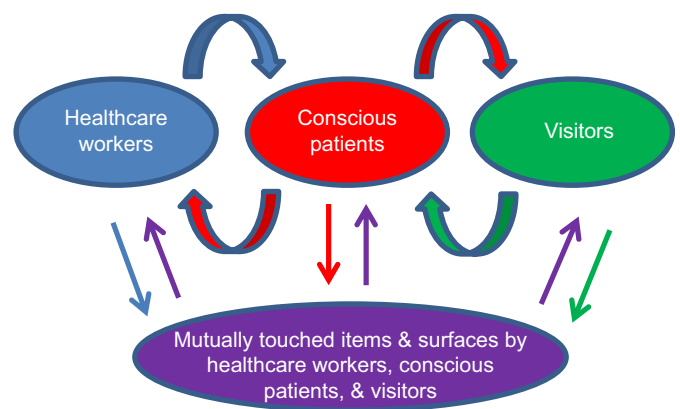 Healthcare
workers
Conscious
patients
Visitors
Mutually touched items & surfaces by
healthcare workers, conscious
patients, & visitors